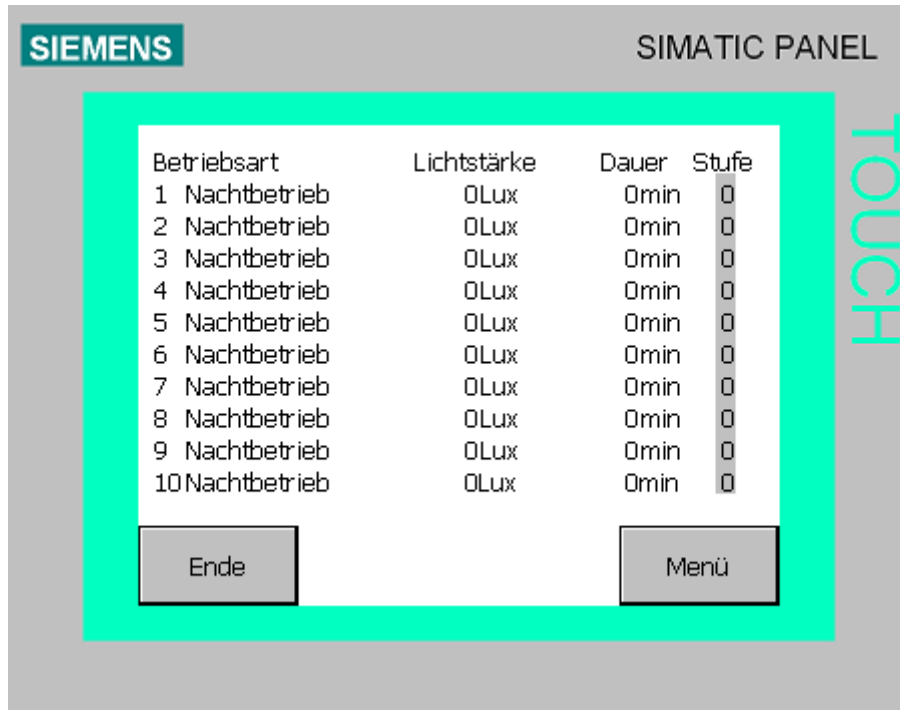 SIEMENS SIMATIC PANEL
TOUCH
Betriebsart Lichtstärke Dauer Stufe
1 Nachtbetrieb 0Lux 0min 0
2 Nachtbetrieb 0Lux 0min 0
3 Nachtbetrieb 0Lux 0min 0
4 Nachtbetrieb 0Lux 0min 0
5 Nachtbetrieb 0Lux 0min 0
6 Nachtbetrieb 0Lux 0min 0
7 Nachtbetrieb 0Lux 0min 0
8 Nachtbetrieb 0Lux 0min 0
9 Nachtbetrieb 0Lux 0min 0
10 Nachtbetrieb 0Lux 0min 0
Ende Menü